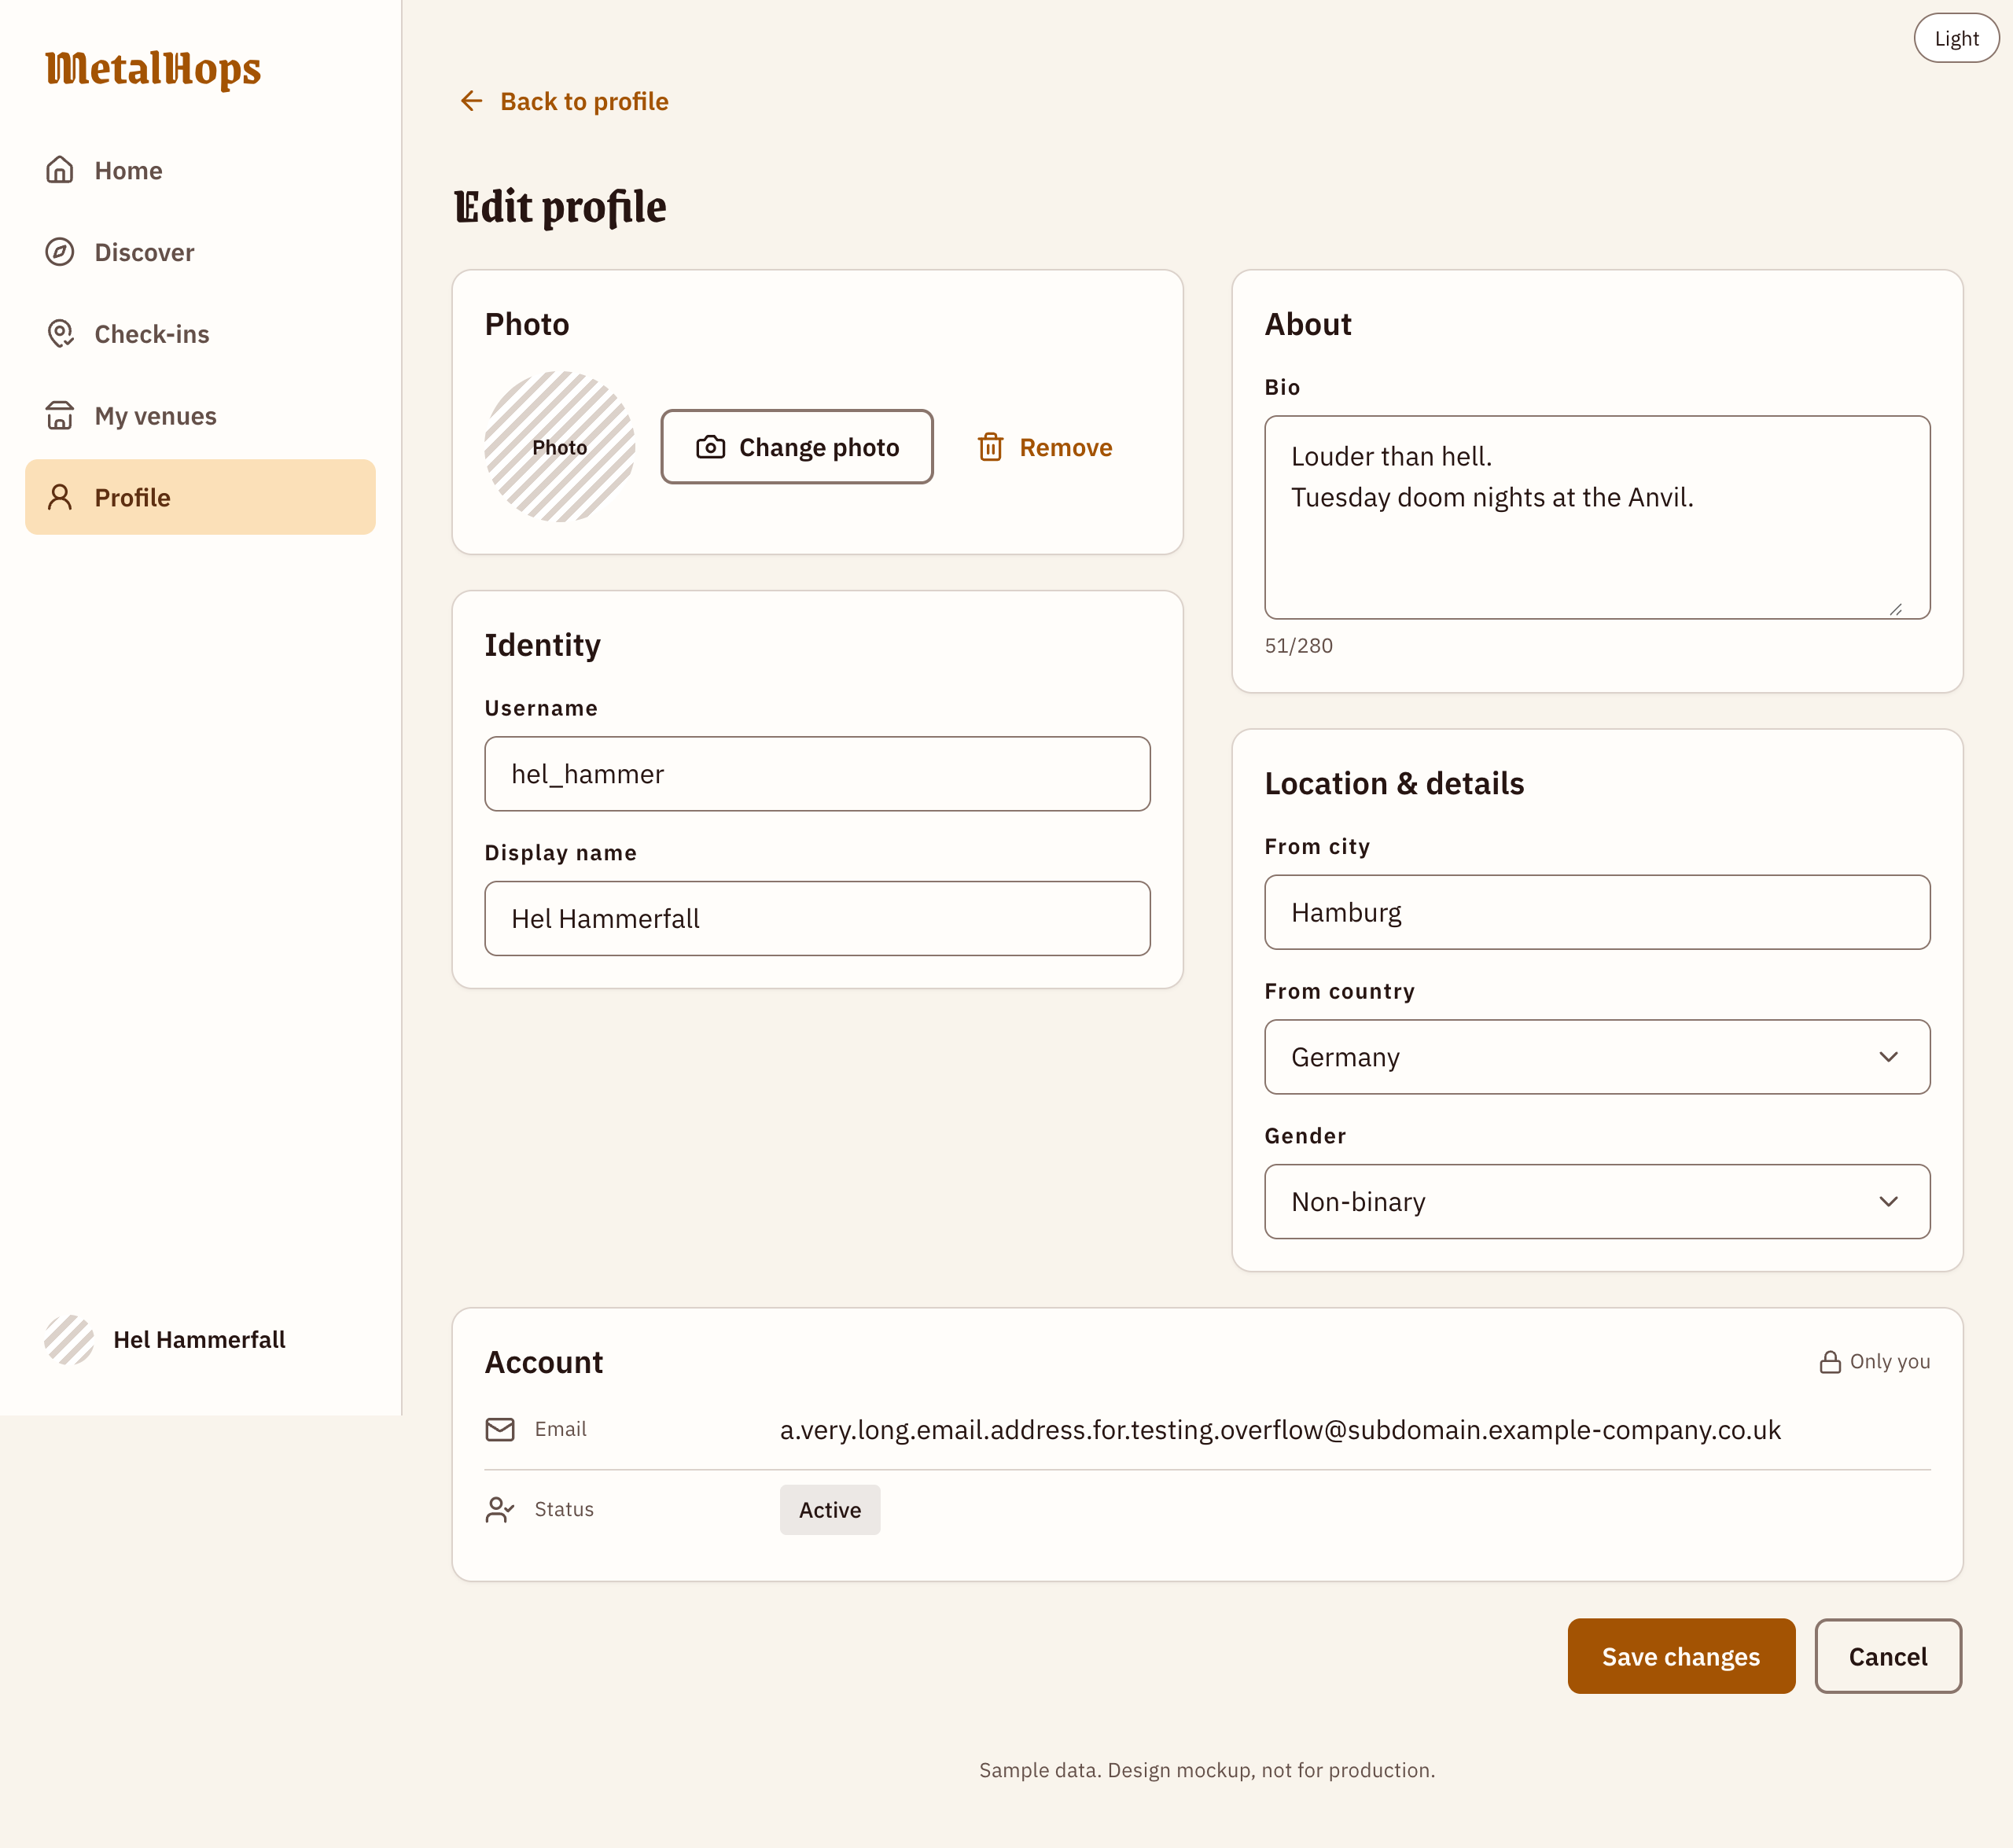 MetalHops
Home
Discover
Check-ins
My venues
Profile
Hel Hammerfall
Light
Back to profile
Edit profile
Photo
Photo
Change photo
Remove
Identity
Username
hel_hammer
Display name
Hel Hammerfall
About
Bio
Louder than hell.
Tuesday doom nights at the Anvil.
51/280
Location & details
From city
Hamburg
From country
Germany
Gender
Non-binary
Account
Only you
Email
a.very.long.email.address.for.testing.overflow@subdomain.example-company.co.uk
Status
Active
Save changes
Cancel
Sample data. Design mockup, not for production.